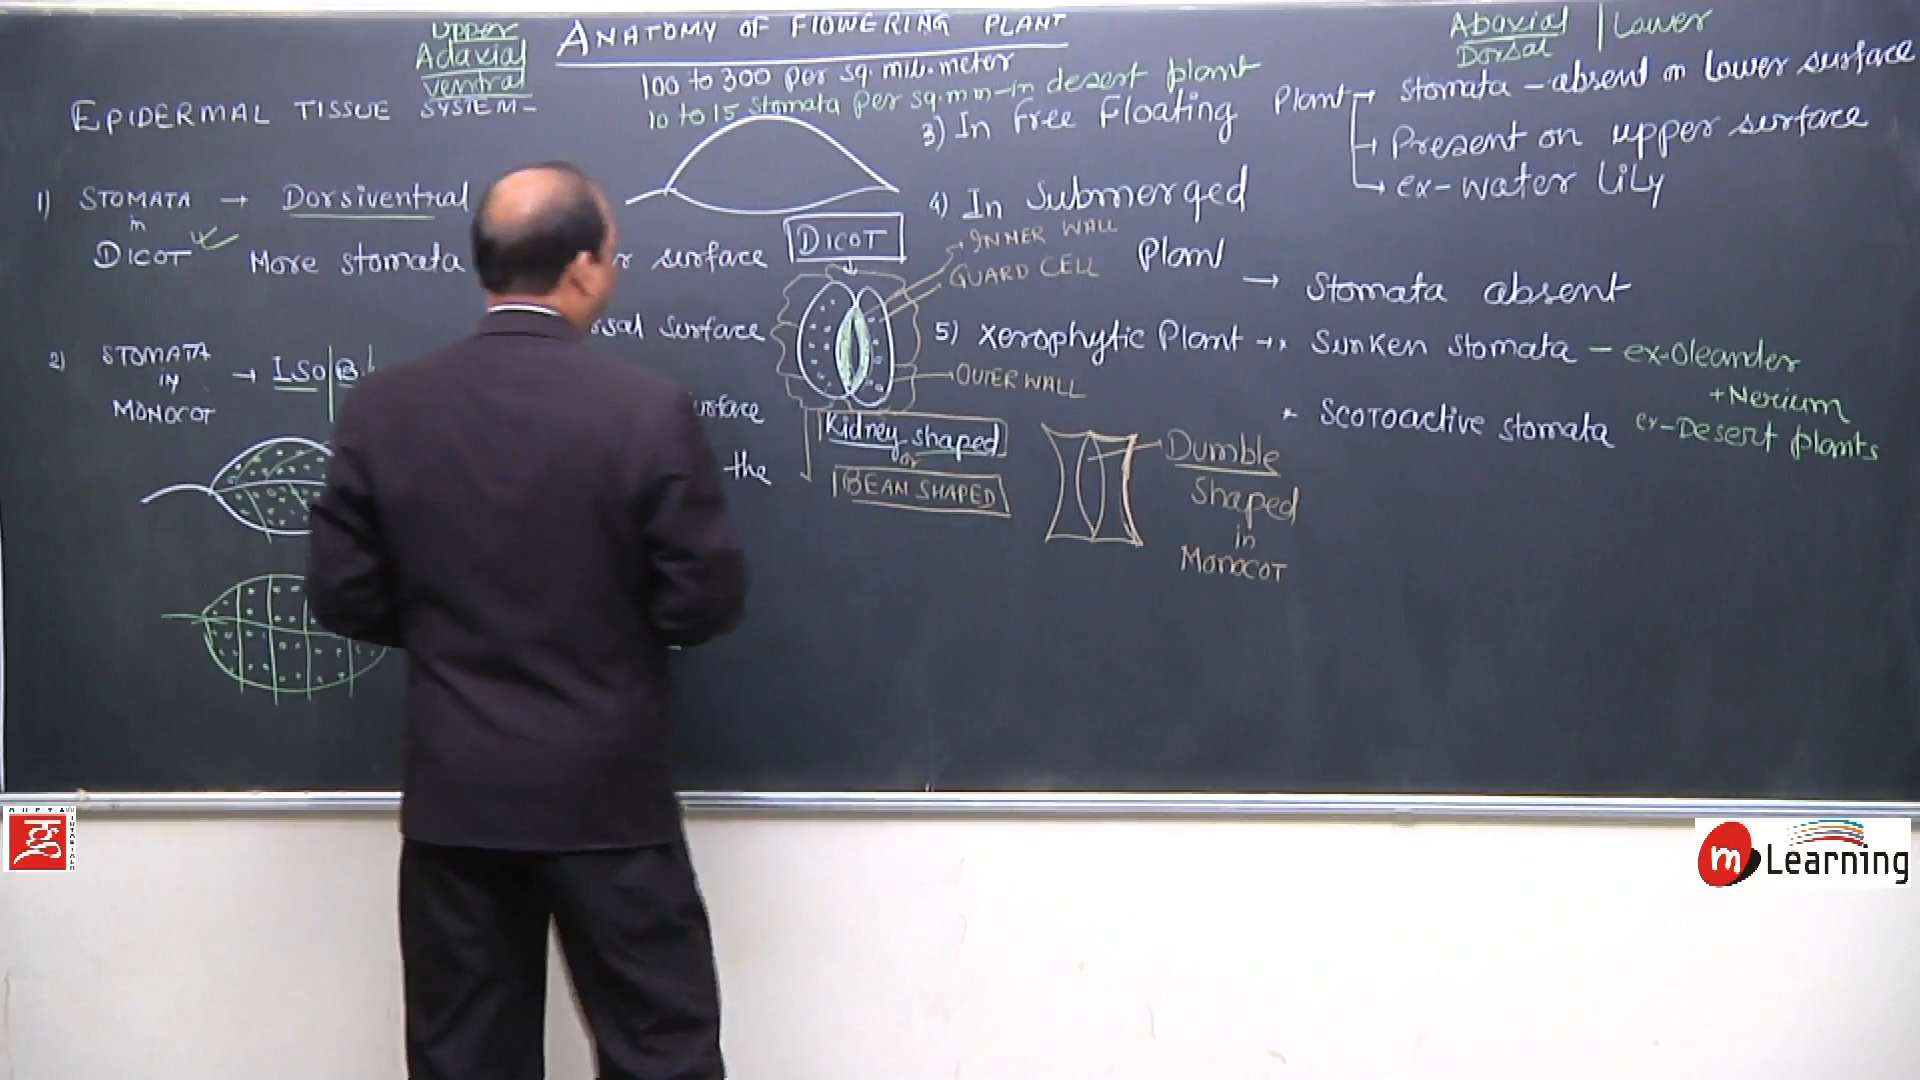 Upper
Adaxial
ventral
ANATOMY OF FLOWERING PLANT
100 to 300 per sq. mili.meter
10 to 15 Stomata per sq.mm-in desert plant
Abaxial | Lower
Dorsal
EPIDERMAL TISSUE SYSTEM-
1) STOMATA → Dorsiventral
in
DICOT
More stomata
surface
Surface
2) STOMATA → ISOB
in
MONOCOT
the
DICOT
INNER WALL
GUARD CELL
OUTER WALL
Kidney shaped
or
BEAN SHAPED
Dumble
Shaped
in
MONOCOT
3) In Free Floating Plant → Stomata - absent on lower surface
→ Present on upper surface
→ ex-water LiLy
4) In Submerged
Plant → Stomata absent
5) Xerophytic Plant → * Sunken Stomata - ex-Oleander
+Nerium
* Scotoactive stomata ex-Desert plants
GUPTA
TUTORIALS
m Learning